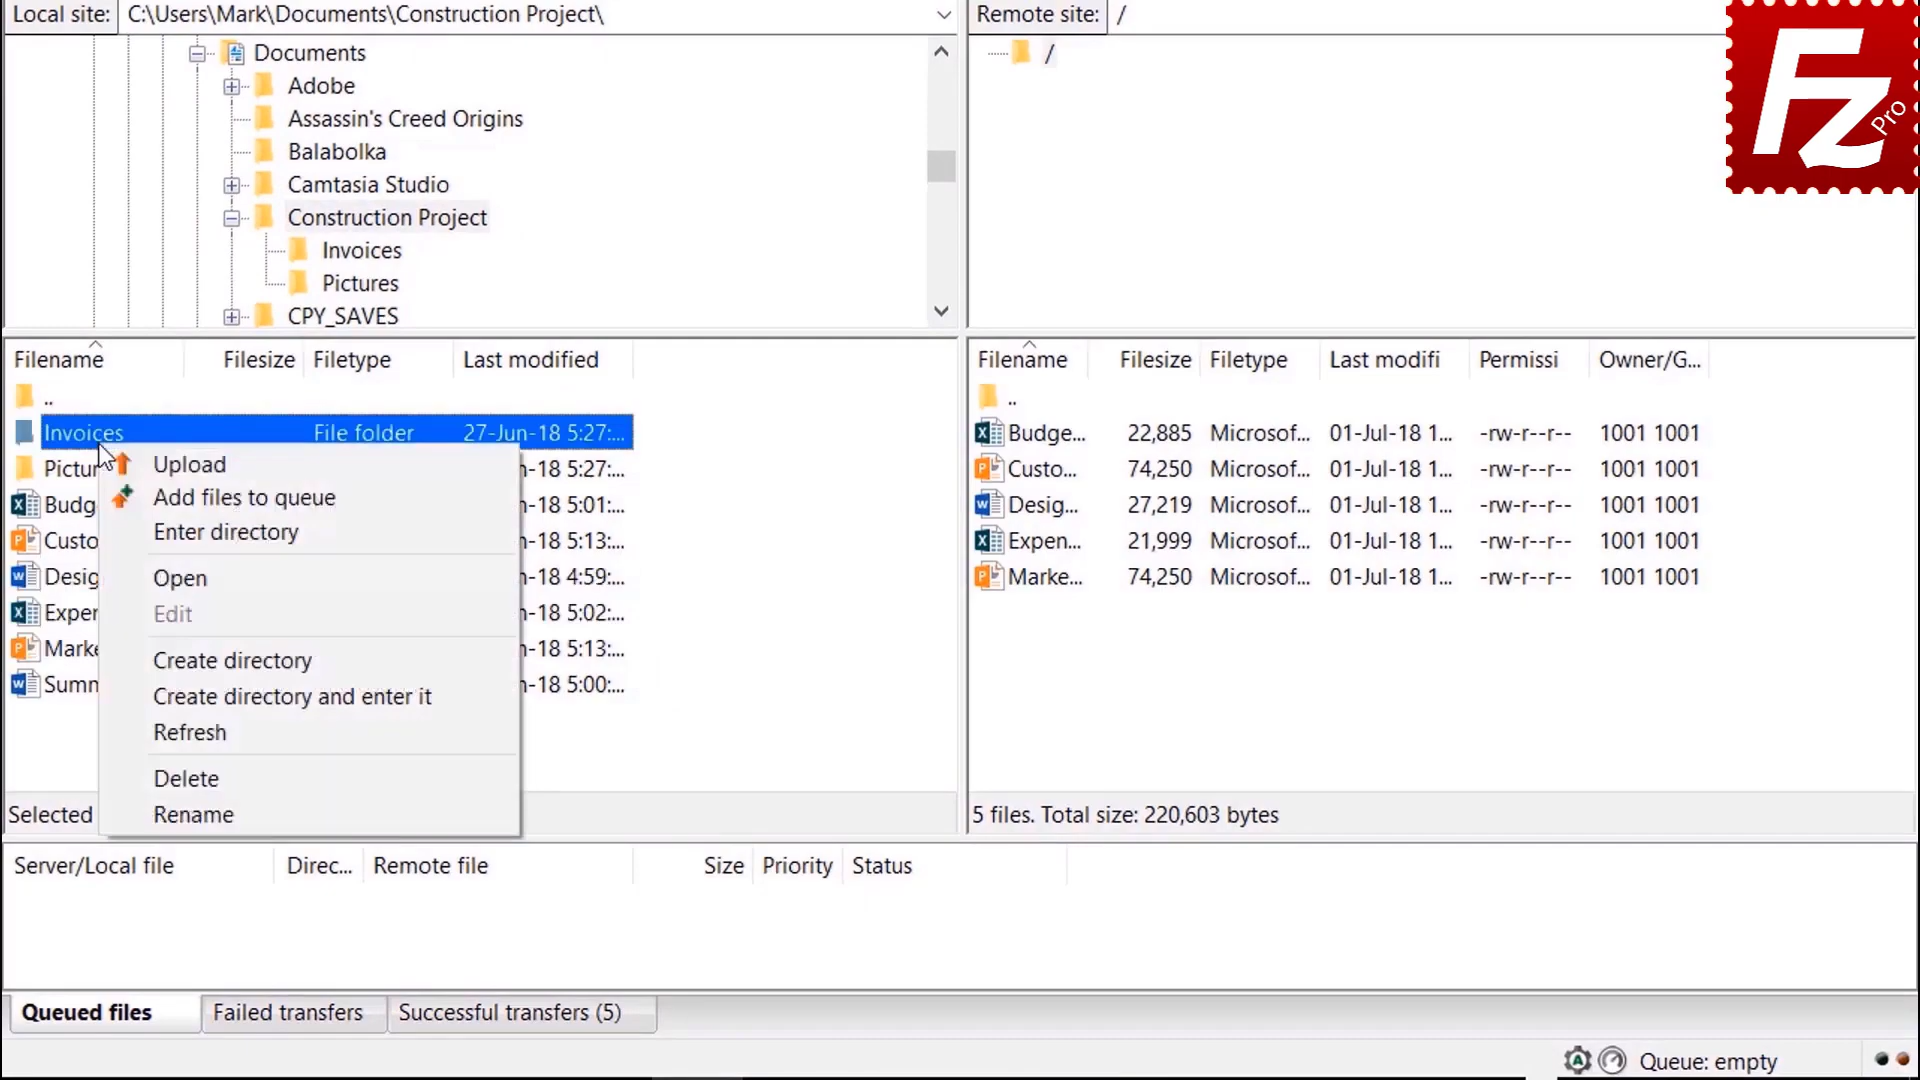 Local site: C:\Users\Mark\Documents\Construction Project\
Remote site: /
Documents
Adobe
Assassin's Creed Origins
Balabolka
Camtasia Studio
Construction Project
Invoices
Pictures
CPY_SAVES
/
FZ Pro
Filename Filesize Filetype Last modified
..
Invoices File folder 27-Jun-18 5:27:...
Pictur n-18 5:27:...
Budg n-18 5:01:...
Custo n-18 5:13:...
Desig n-18 4:59:...
Exper n-18 5:02:...
Marke n-18 5:13:...
Summ n-18 5:00:...
Upload
Add files to queue
Enter directory
Open
Edit
Create directory
Create directory and enter it
Refresh
Delete
Rename
Selected
Filename Filesize Filetype Last modifi Permissi Owner/G...
..
Budge... 22,885 Microsof... 01-Jul-18 1... -rw-r--r-- 1001 1001
Custo... 74,250 Microsof... 01-Jul-18 1... -rw-r--r-- 1001 1001
Desig... 27,219 Microsof... 01-Jul-18 1... -rw-r--r-- 1001 1001
Expen... 21,999 Microsof... 01-Jul-18 1... -rw-r--r-- 1001 1001
Marke... 74,250 Microsof... 01-Jul-18 1... -rw-r--r-- 1001 1001
5 files. Total size: 220,603 bytes
Server/Local file Direc... Remote file Size Priority Status
Queued files Failed transfers Successful transfers (5)
Queue: empty